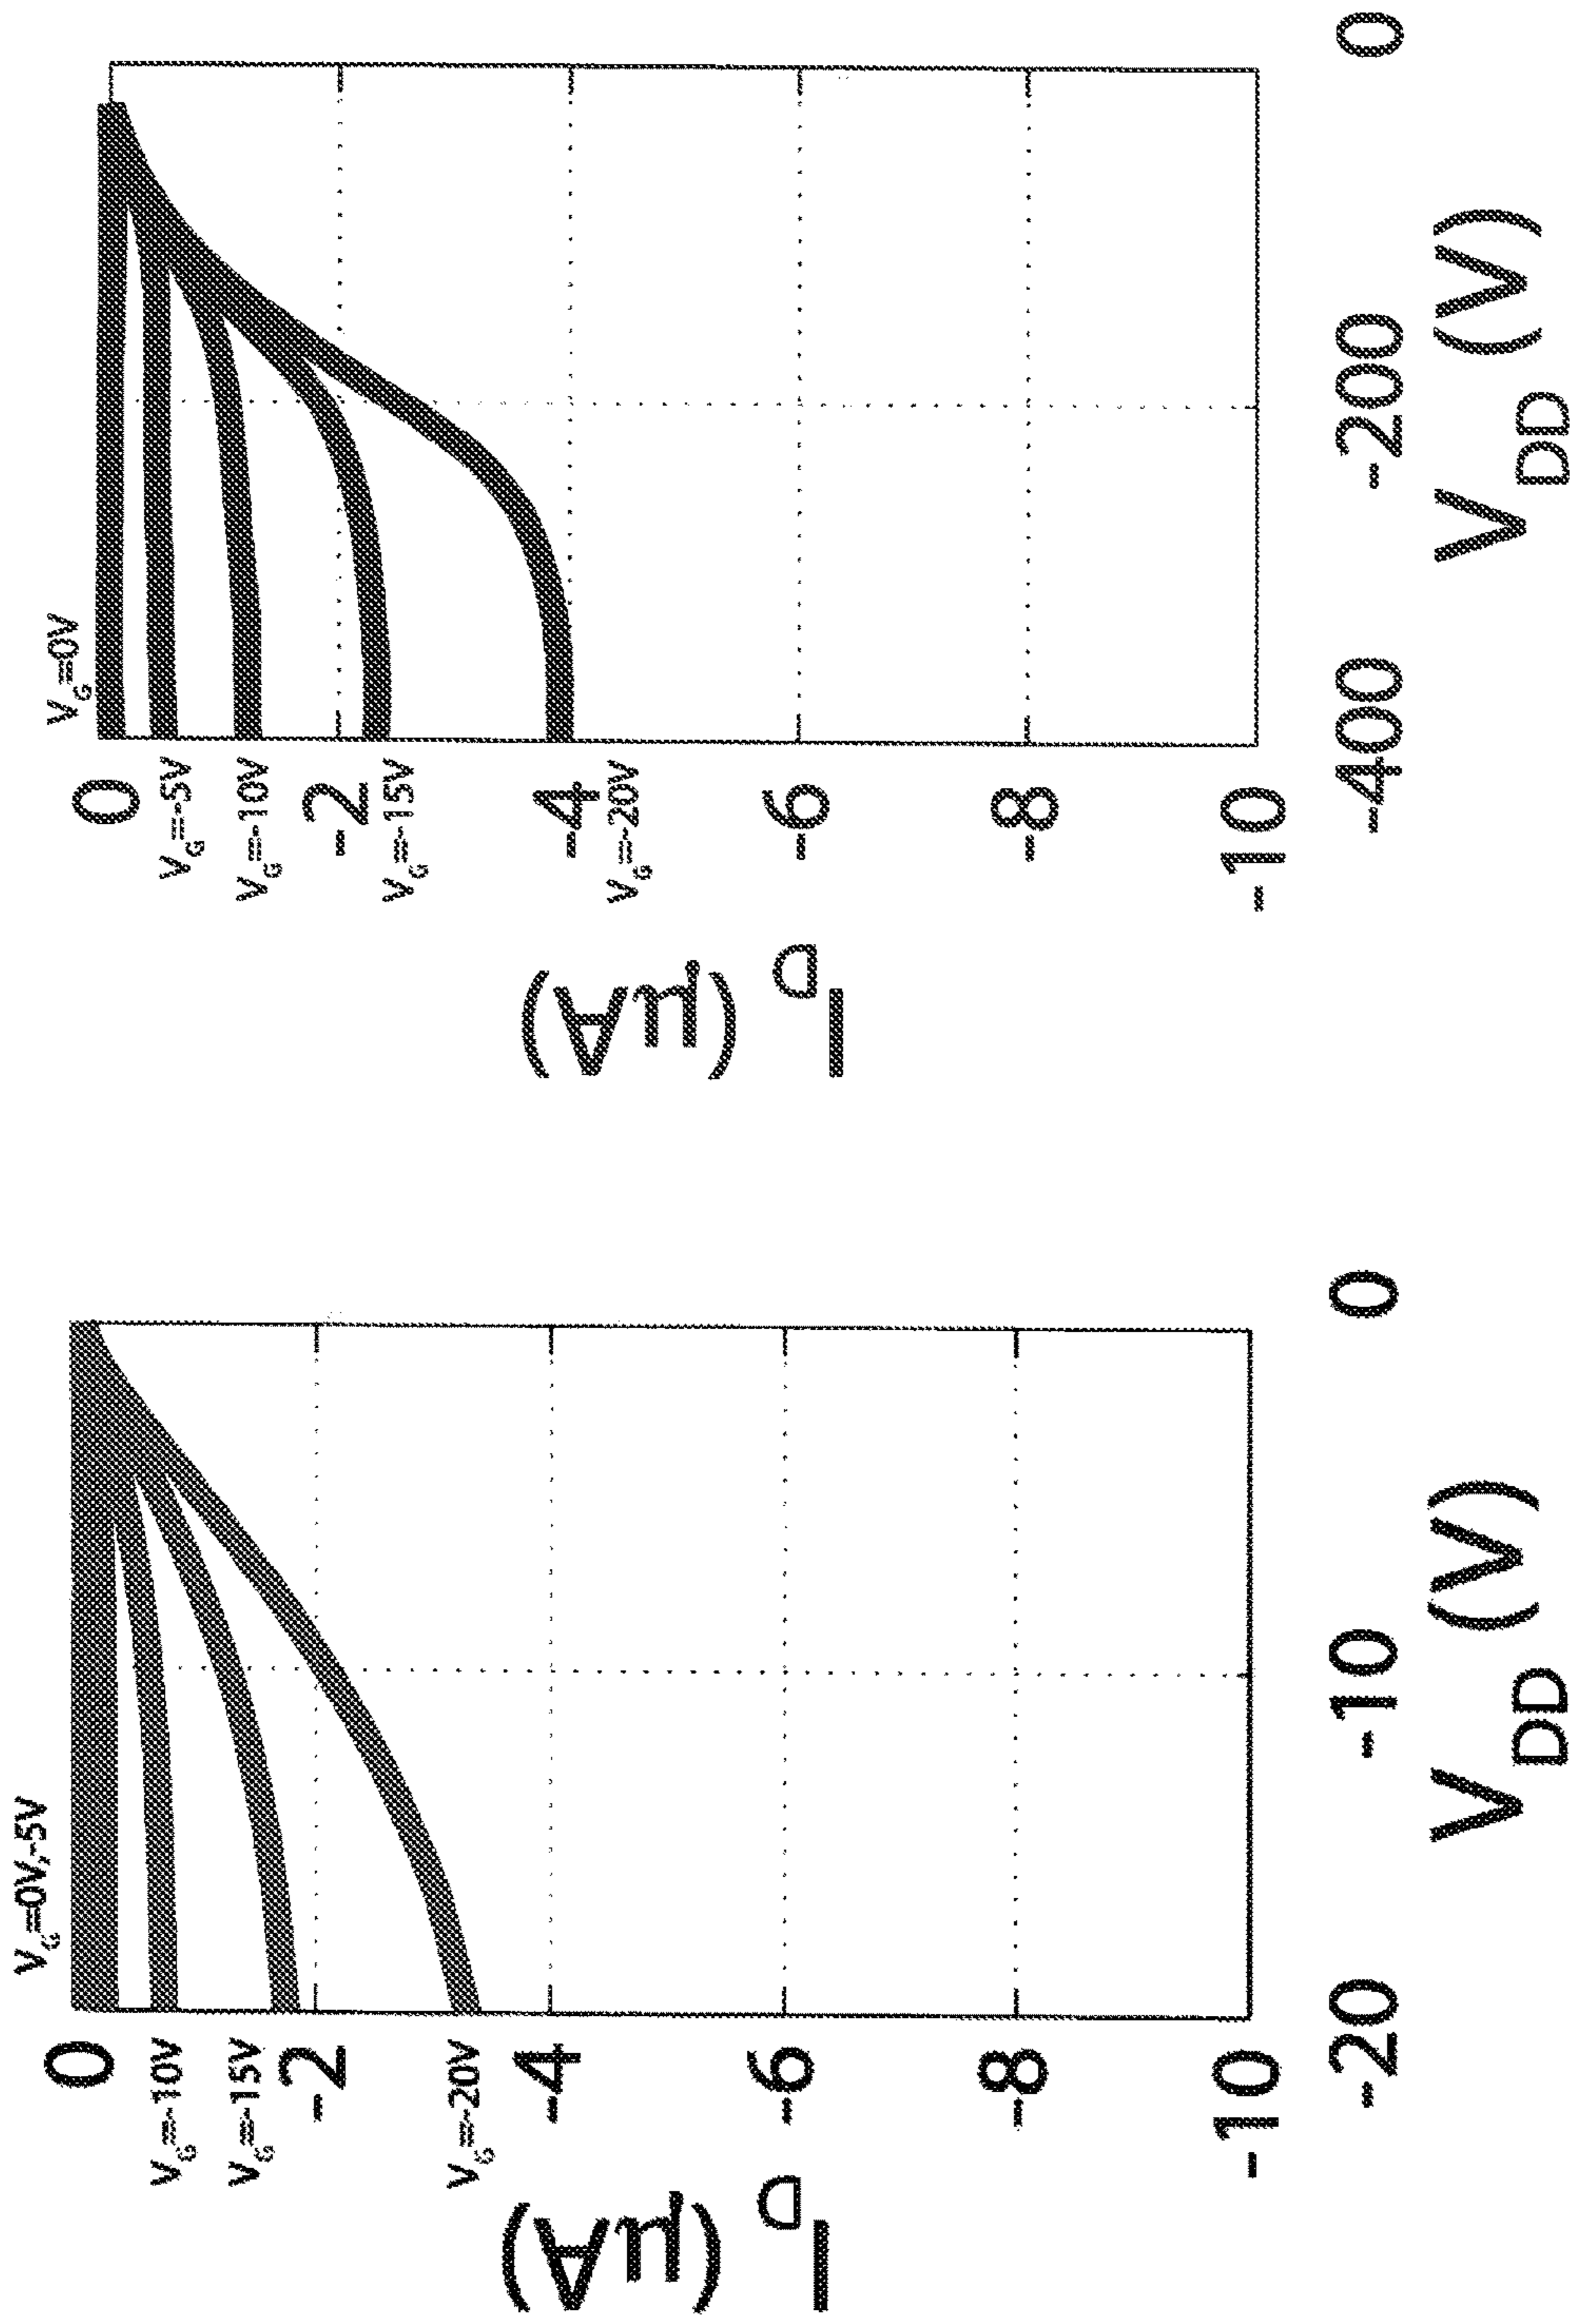 V_G=0V,-5V
0
V_G=-10V
V_G=-15V
-2
V_G=-20V
-4
-6
-8
-10
I_D (μA)
-20 -10 0
V_DD (V)
V_G=0V
0
V_G=-5V
V_G=-10V
-2
V_G=-15V
-4
V_G=-20V
-6
-8
-10
I_D (μA)
-400 -200 0
V_DD (V)